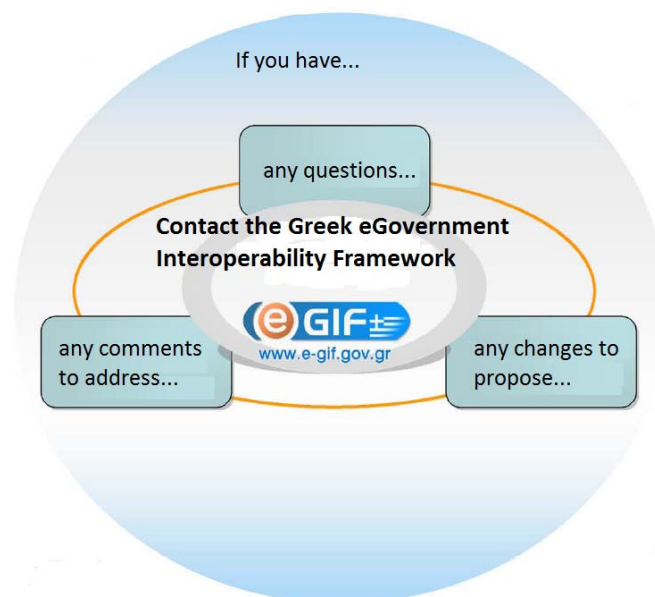 If you have...
any questions...
Contact the Greek eGovernment
Interoperability Framework
eGIF
www.e-gif.gov.gr
any comments
to address...
any changes to
propose...